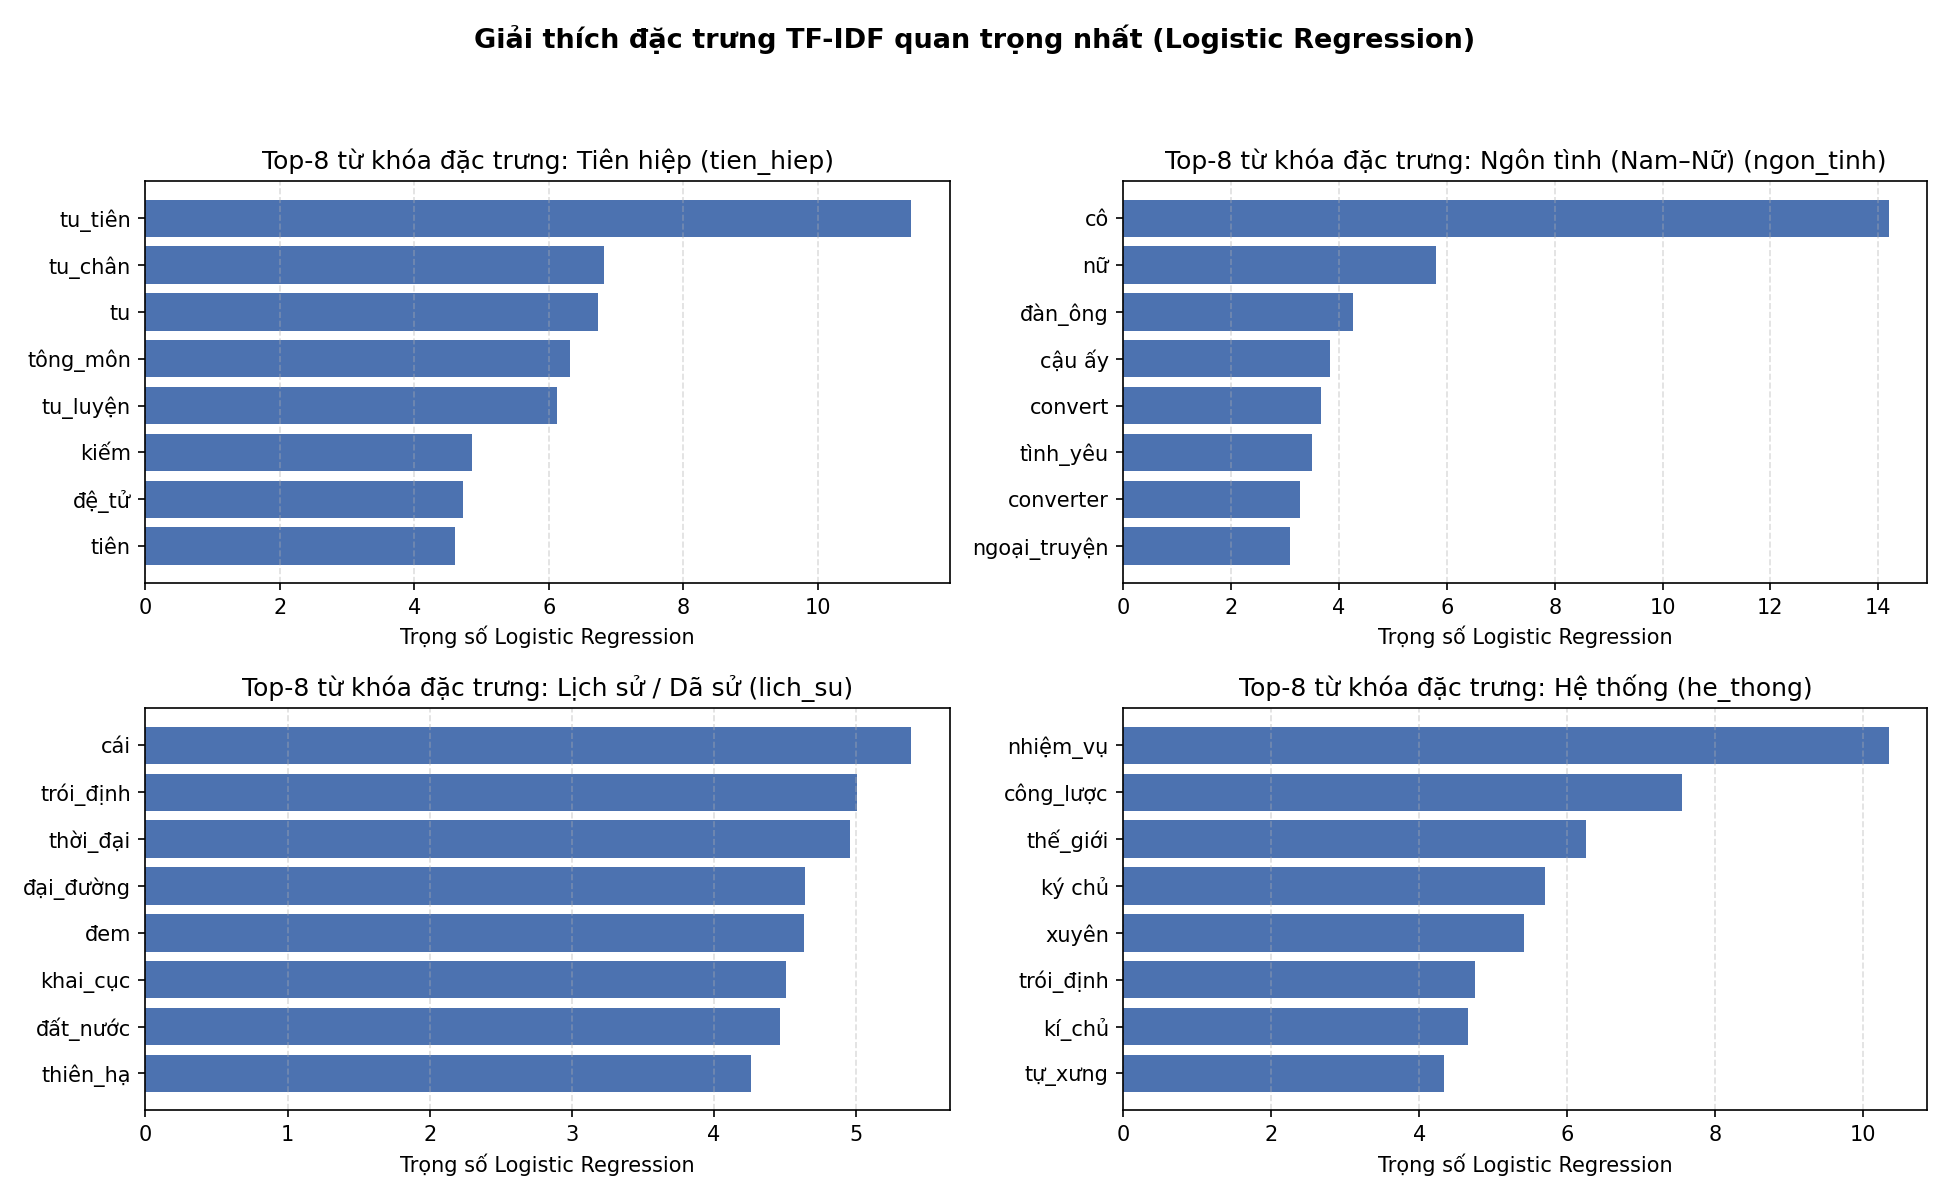 Giải thích đặc trưng TF-IDF quan trọng nhất (Logistic Regression)
Top-8 từ khóa đặc trưng: Tiên hiệp (tien_hiep)
tu_tiên
tu_chân
tu
tông_môn
tu_luyện
kiếm
đệ_tử
tiên
0 2 4 6 8 10
Trọng số Logistic Regression
Top-8 từ khóa đặc trưng: Ngôn tình (Nam–Nữ) (ngon_tinh)
cô
nữ
đàn_ông
cậu ấy
convert
tình_yêu
converter
ngoại_truyện
0 2 4 6 8 10 12 14
Trọng số Logistic Regression
Top-8 từ khóa đặc trưng: Lịch sử / Dã sử (lich_su)
cái
trói_định
thời_đại
đại_đường
đem
khai_cục
đất_nước
thiên_hạ
0 1 2 3 4 5
Trọng số Logistic Regression
Top-8 từ khóa đặc trưng: Hệ thống (he_thong)
nhiệm_vụ
công_lược
thế_giới
ký chủ
xuyên
trói_định
kí_chủ
tự_xưng
0 2 4 6 8 10
Trọng số Logistic Regression